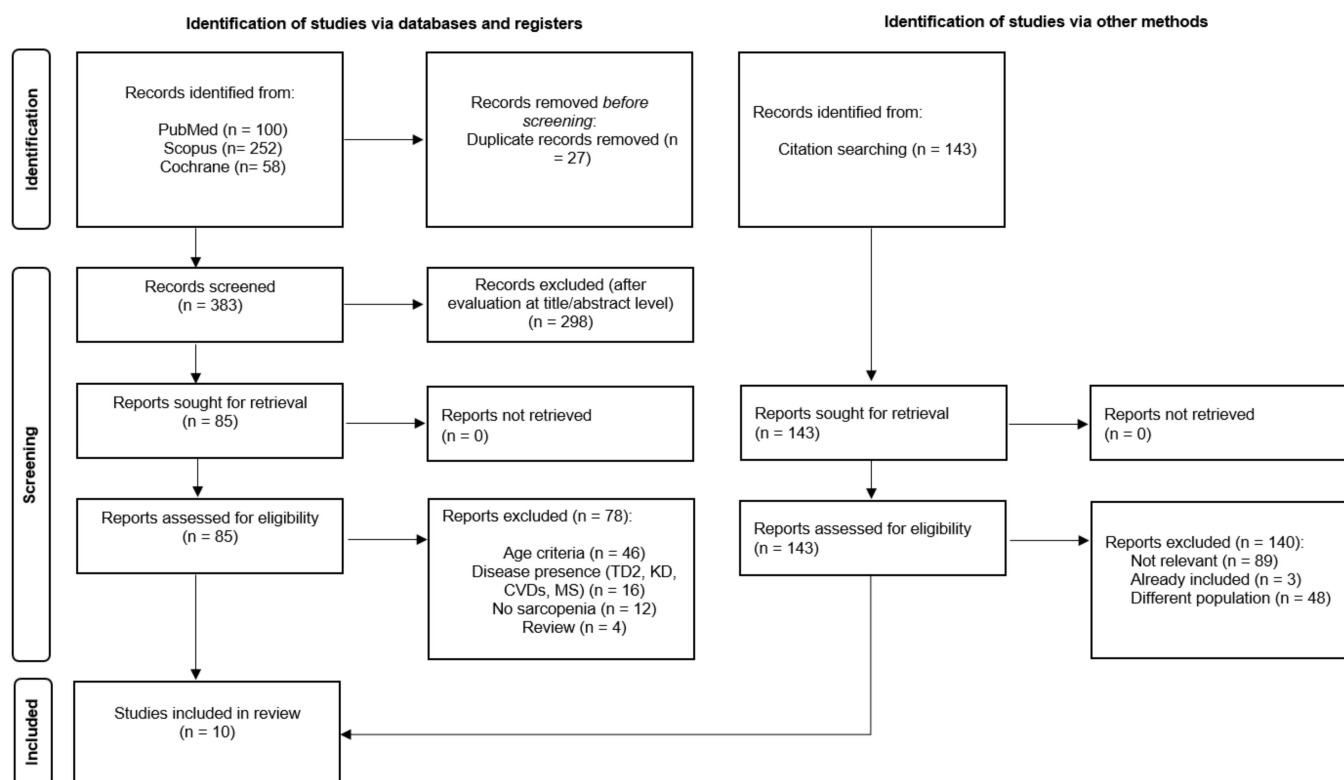 Identification of studies via databases and registers
Identification of studies via other methods
Identification
Records identified from:
PubMed (n = 100)
Scopus (n= 252)
Cochrane (n= 58)
Records removed before
screening:
Duplicate records removed (n
= 27)
Records identified from:
Citation searching (n = 143)
Screening
Records screened
(n = 383)
Records excluded (after
evaluation at title/abstract level)
(n = 298)
Reports sought for retrieval
(n = 85)
Reports not retrieved
(n = 0)
Reports sought for retrieval
(n = 143)
Reports not retrieved
(n = 0)
Reports assessed for eligibility
(n = 85)
Reports excluded (n = 78):
Age criteria (n = 46)
Disease presence (TD2, KD,
CVDs, MS) (n = 16)
No sarcopenia (n = 12)
Review (n = 4)
Reports assessed for eligibility
(n = 143)
Reports excluded (n = 140):
Not relevant (n = 89)
Already included (n = 3)
Different population (n = 48)
Included
Studies included in review
(n = 10)